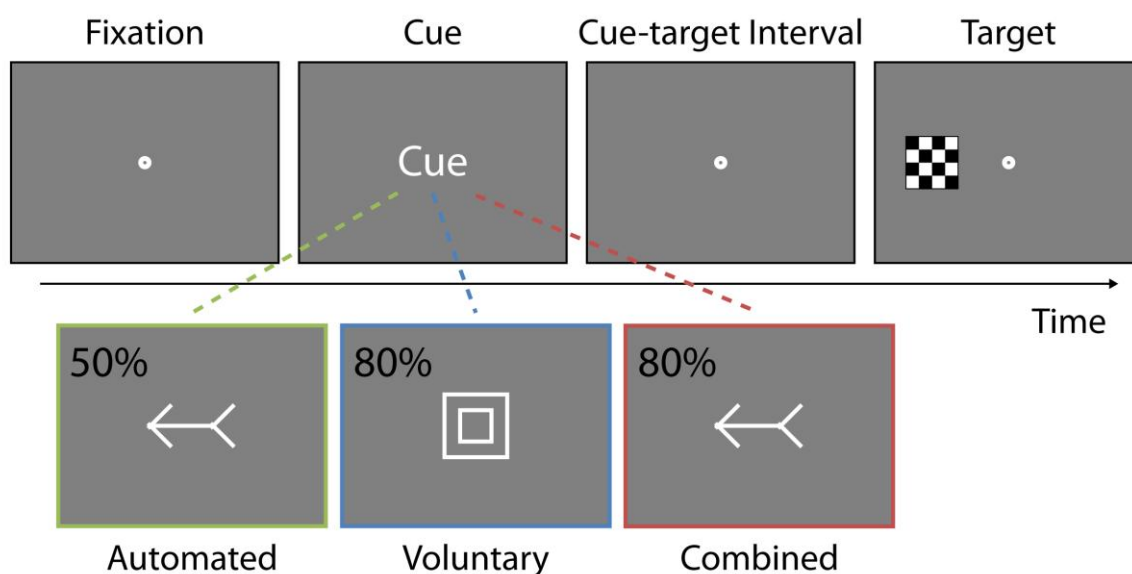 Fixation
Cue
Cue-target Interval
Target
Cue
Time
50%
80%
80%
Automated
Voluntary
Combined